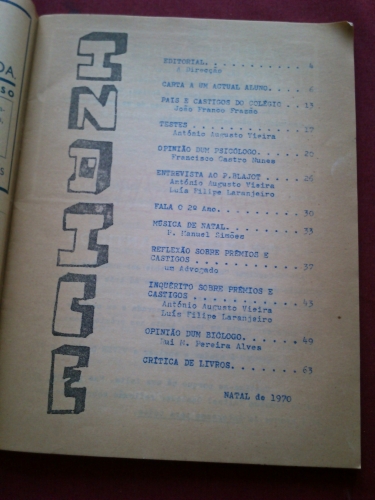 INDICE
EDITORIAL. . . . . . . . . . . . 4
A Direcção
CARTA A UM ACTUAL ALUNO. . . . 6
PAIS E CASTIGOS DO COLÉGIO . . 13
João Franco Frazão
TESTES . . . . . . . . . . . . 17
António Augusto Vieira
OPINIÃO DUM PSICÓLOGO. . . . . 20
Francisco Castro Nunes
ENTREVISTA AO P.BLAJOT . . . . 26
António Augusto Vieira
Luís Filipe Laranjeiro
FALA O 2º Ano. . . . . . . . . 30
MÚSICA DE NATAL. . . . . . . . 33
P. Manuel Simões
REFLEXÃO SOBRE PRÉMIOS E
CASTIGOS . . . . . . . . . . . 37
um Advogado
INQUÉRITO SOBRE PRÉMIOS E
CASTIGOS . . . . . . . . . . . 43
António Augusto Vieira
Luís Filipe Laranjeiro
OPINIÃO DUM BIÓLOGO. . . . . . 49
Rui M. Pereira Alves
CRÍTICA DE LIVROS. . . . . . . 63
NATAL de 1970